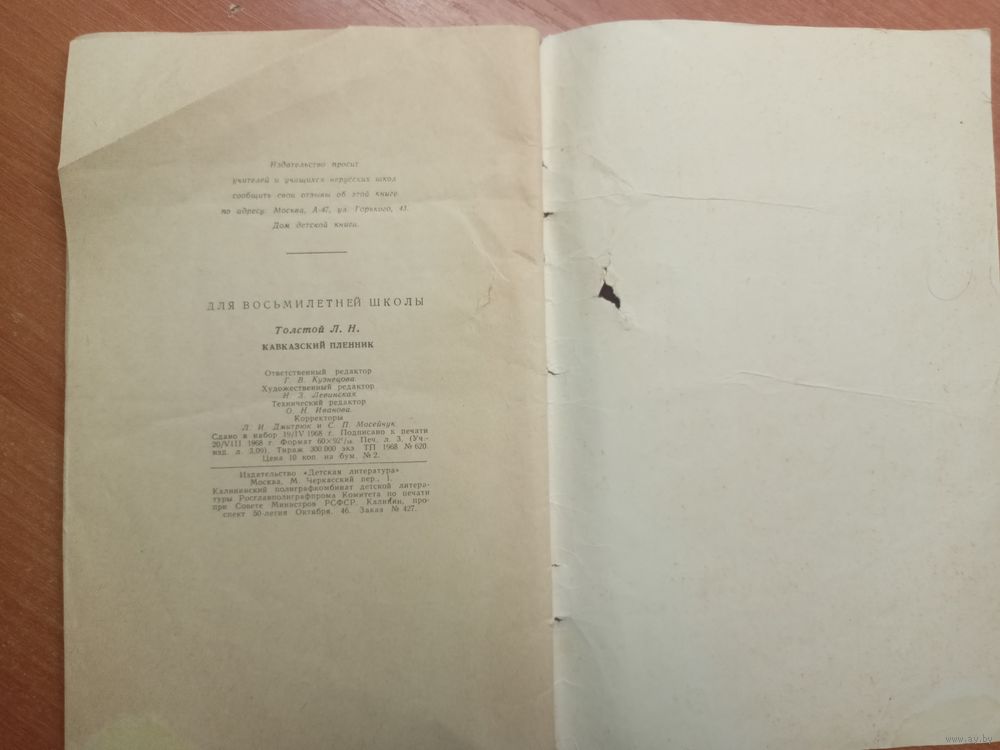 Издательство просит
учителей и учащихся нерусских школ
сообщить свои отзывы об этой книге
по адресу: Москва, А-47, ул. Горького, 43.
Дом детской книги.
ДЛЯ ВОСЬМИЛЕТНЕЙ ШКОЛЫ
Толстой Л. Н.
КАВКАЗСКИЙ ПЛЕННИК
Ответственный редактор
Г. В. Кузнецова.
Художественный редактор
Н. З. Левинская.
Технический редактор
О. Н. Иванова.
Корректоры
Л. И. Дмитрюк и С. П. Мосейчук
Сдано в набор 19/IV 1968 г. Подписано к печати
20/VIII 1968 г. Формат 60×92¹/₁₆. Печ. л. 3. (Уч.-
изд. л. 3,09). Тираж 300 000 экз. ТП 1968 № 620.
Цена 10 коп. на бум. № 2.
Издательство «Детская литература».
Москва, М. Черкасский пер., 1.
Калининский полиграфкомбинат детской литера-
туры Росглавполиграфпрома Комитета по печати
при Совете Министров РСФСР. Калинин, про-
спект 50-летия Октября, 46. Заказ № 427.
www.ay.by